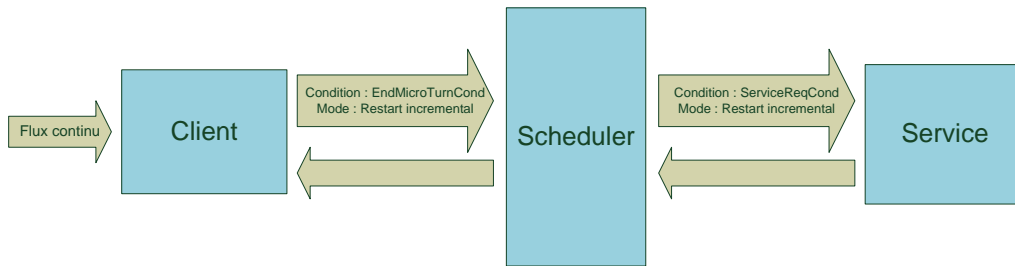 Flux continu
Client
Condition : EndMicroTurnCond
Mode : Restart incremental
Scheduler
Condition : ServiceReqCond
Mode : Restart incremental
Service